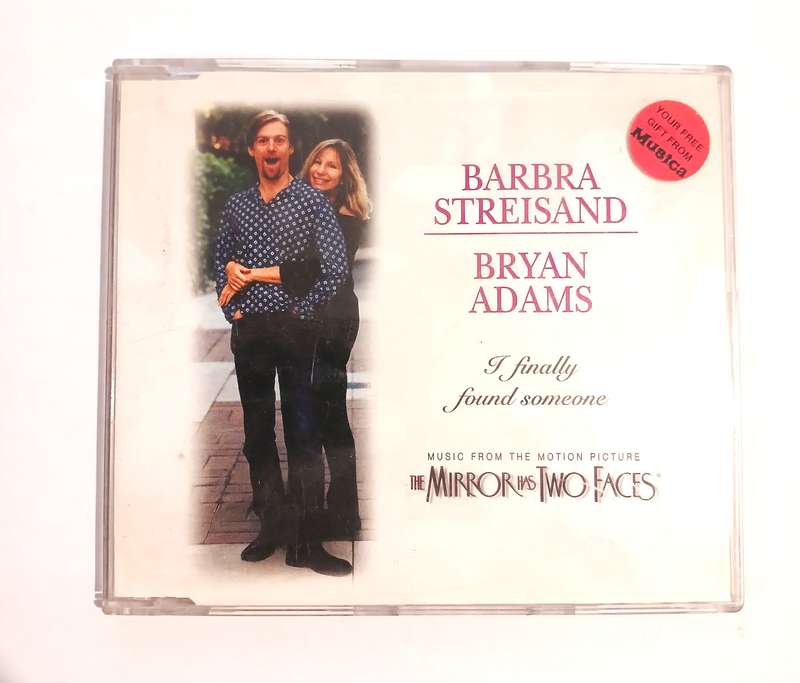 YOUR FREE
GIFT FROM
Musica
BARBRA
STREISAND
BRYAN
ADAMS
I finally
found someone
MUSIC FROM THE MOTION PICTURE
THE MIRROR HAS TWO FACES